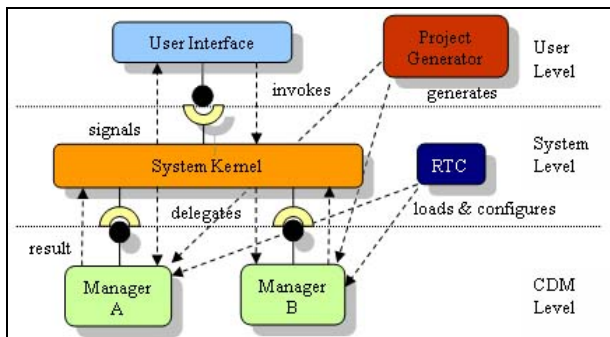 User Interface
Project
Generator
User
Level
invokes
generates
signals
System Kernel
RTC
System
Level
delegates
loads & configures
result
Manager
A
Manager
B
CDM
Level